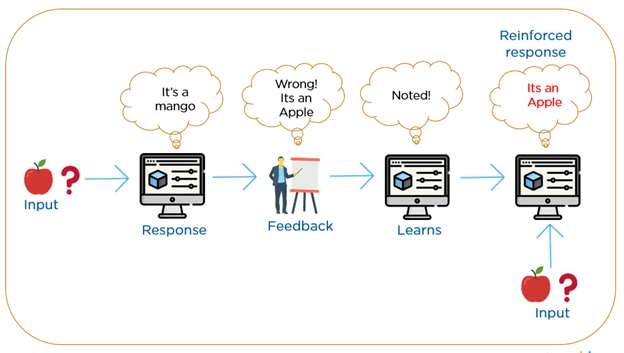 Reinforced
response
It's a
mango
Wrong!
Its an
Apple
Noted!
Its an
Apple
?
Input
Response
Feedback
Learns
?
Input